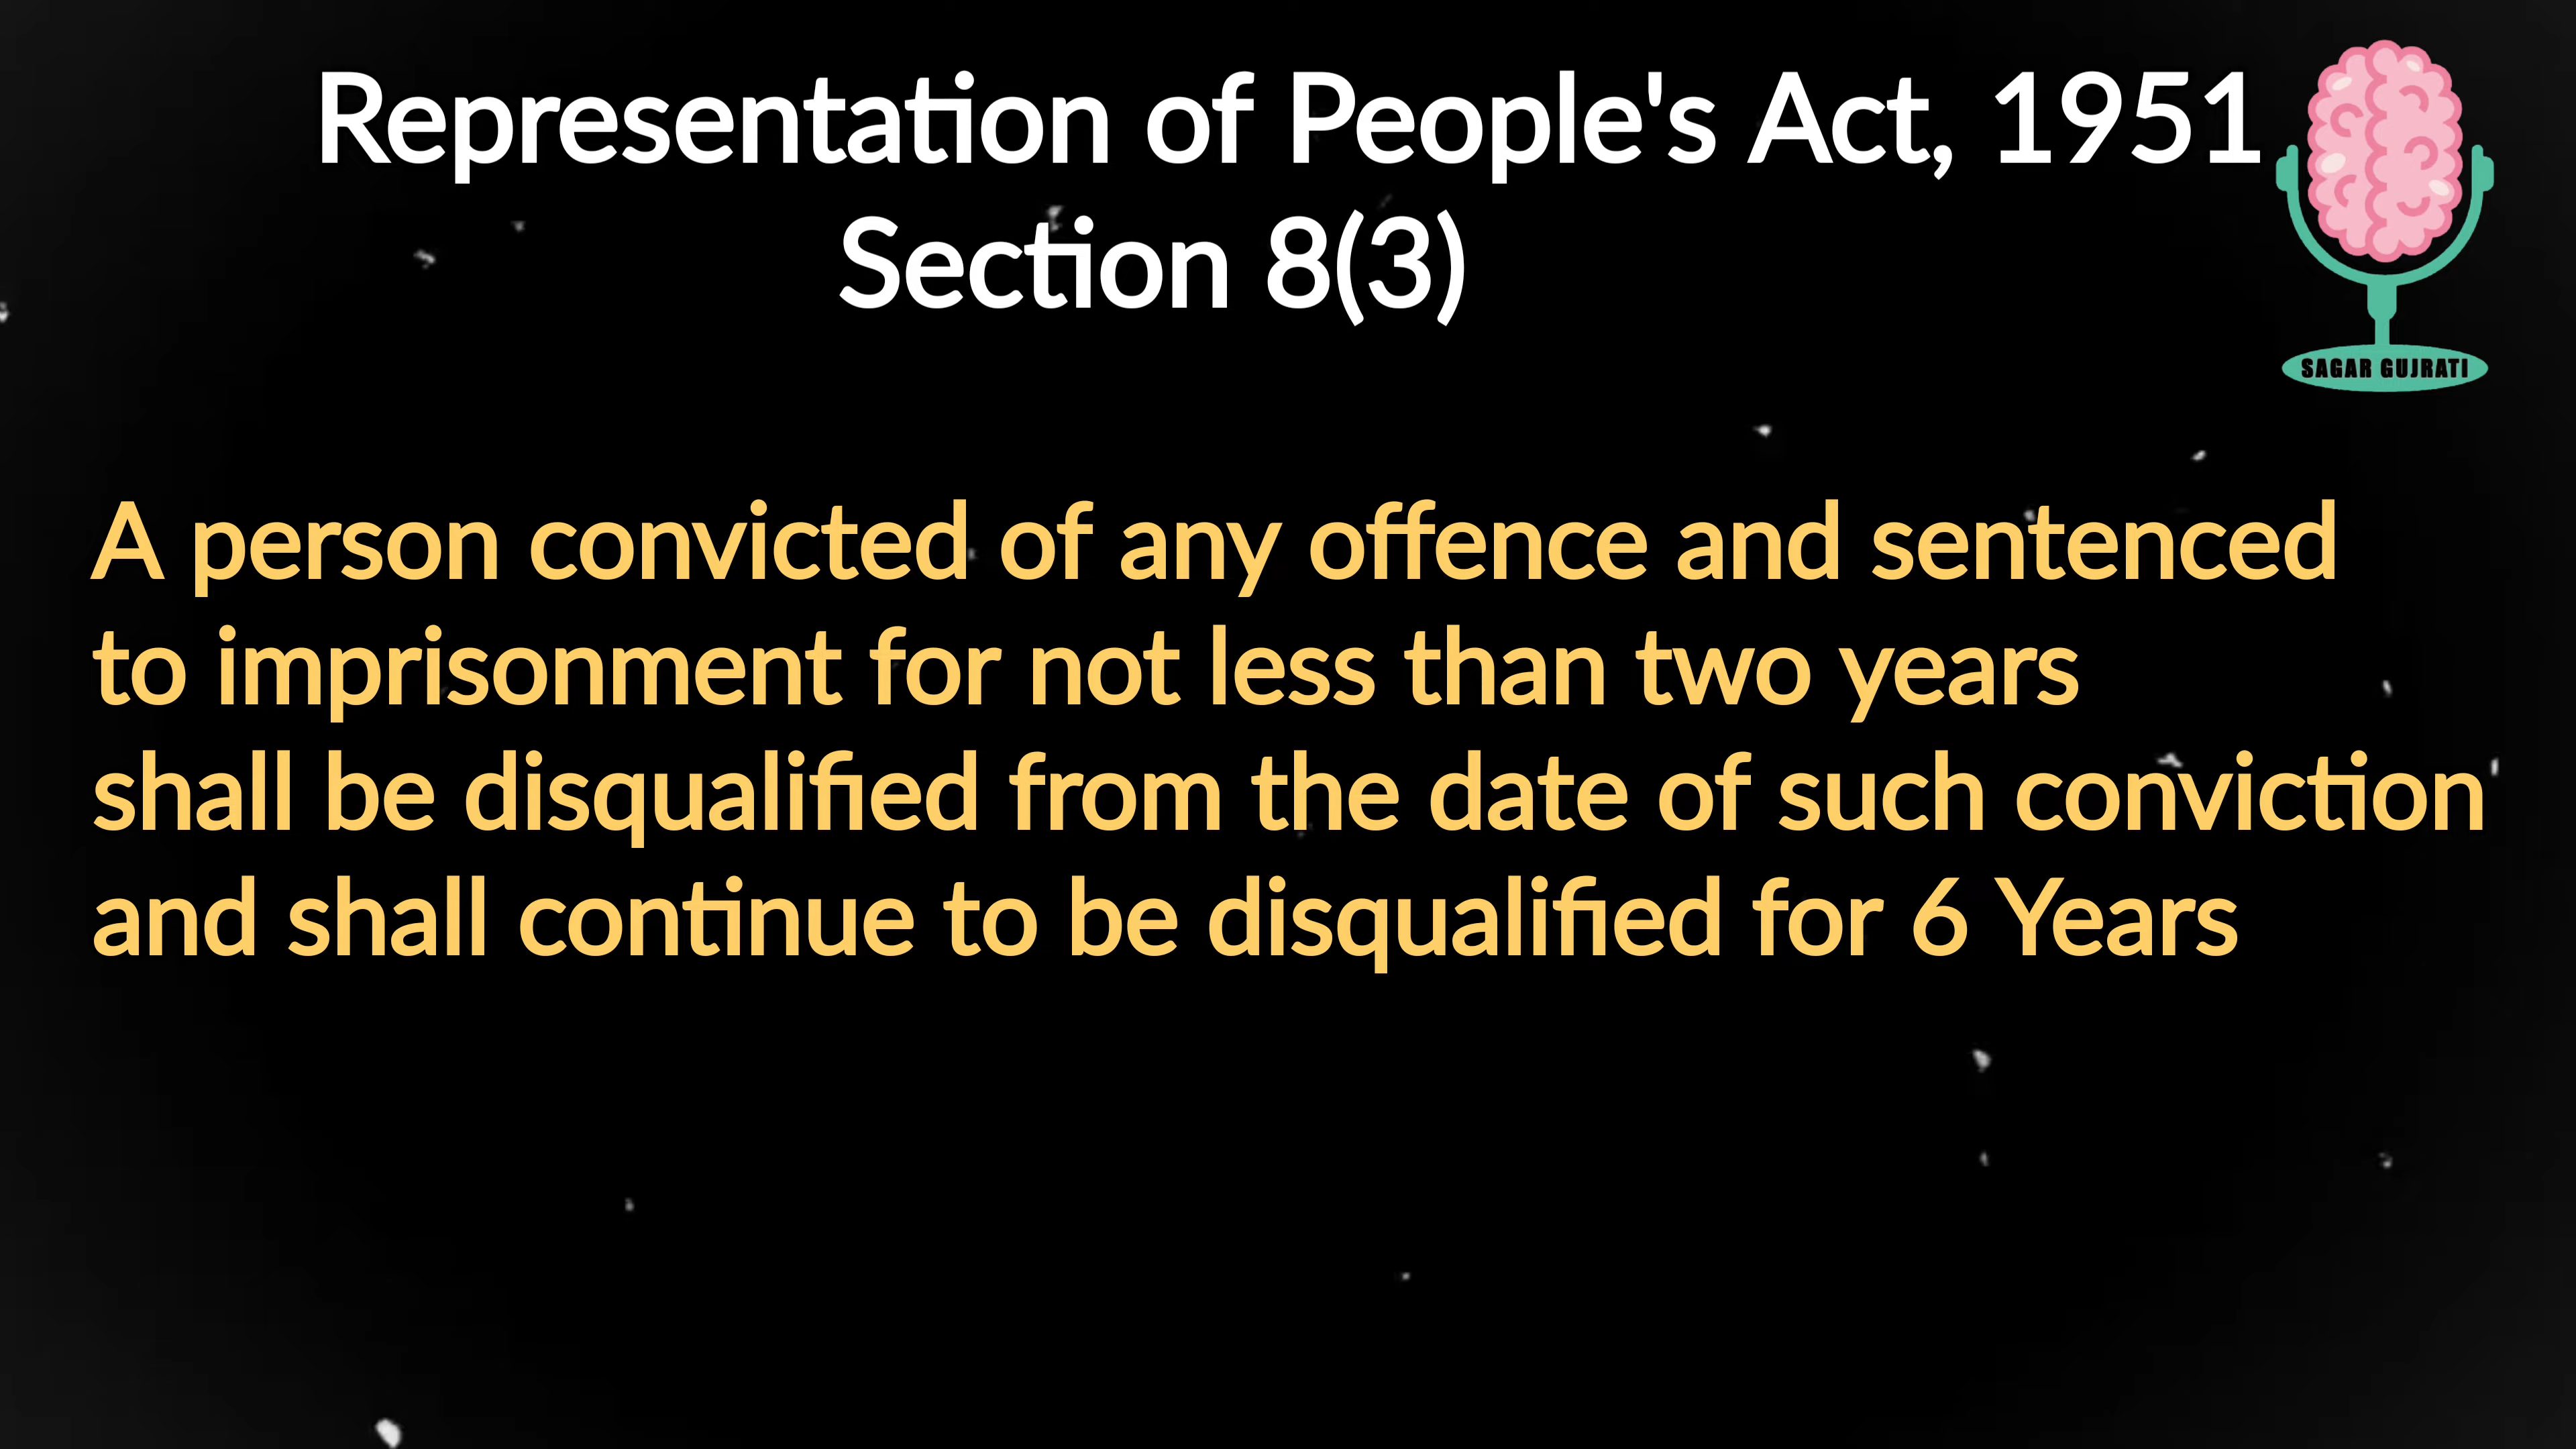 Representation of People's Act, 1951
Section 8(3)
SAGAR GUJRATI
A person convicted of any offence and sentenced
to imprisonment for not less than two years
shall be disqualified from the date of such conviction
and shall continue to be disqualified for 6 Years